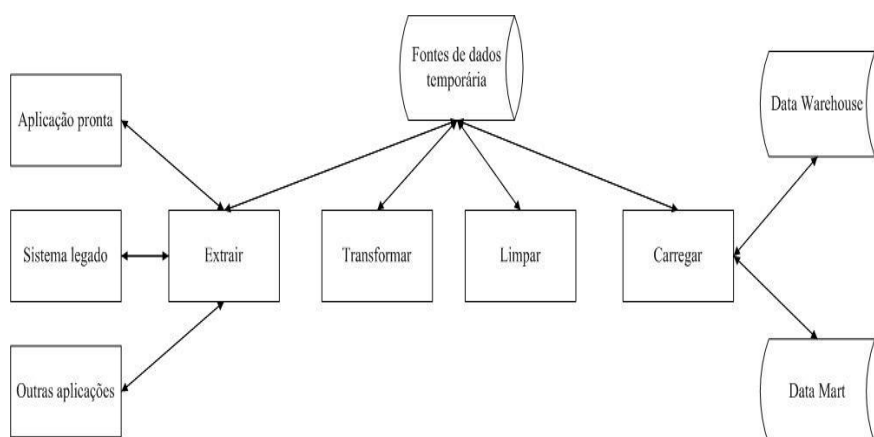 Fontes de dados
temporária
Aplicação pronta
Data Warehouse
Sistema legado
Extrair
Transformar
Limpar
Carregar
Outras aplicações
Data Mart